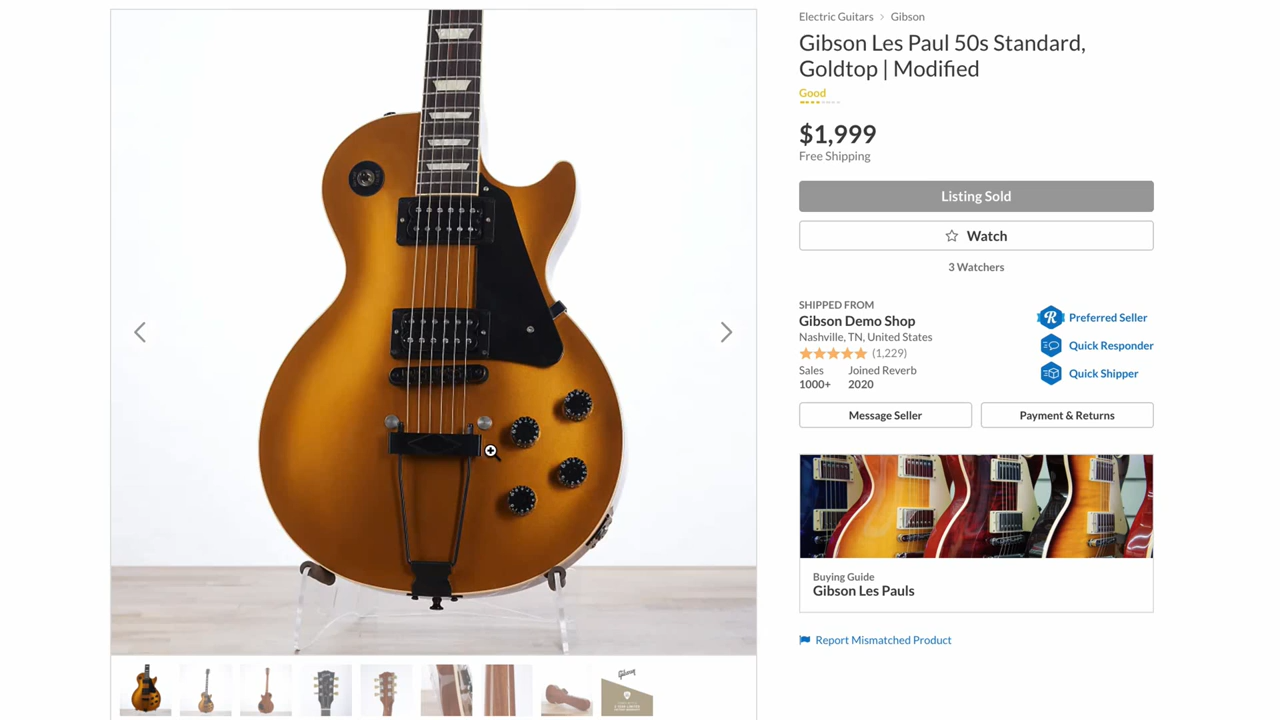 Electric Guitars > Gibson
Gibson Les Paul 50s Standard,
Goldtop | Modified
Good
$1,999
Free Shipping
Listing Sold
Watch
3 Watchers
SHIPPED FROM
Gibson Demo Shop
Nashville, TN, United States
(1,229)
Sales
1000+
Joined Reverb
2020
Preferred Seller
Quick Responder
Quick Shipper
Message Seller
Payment & Returns
Buying Guide
Gibson Les Pauls
Report Mismatched Product
Gibson